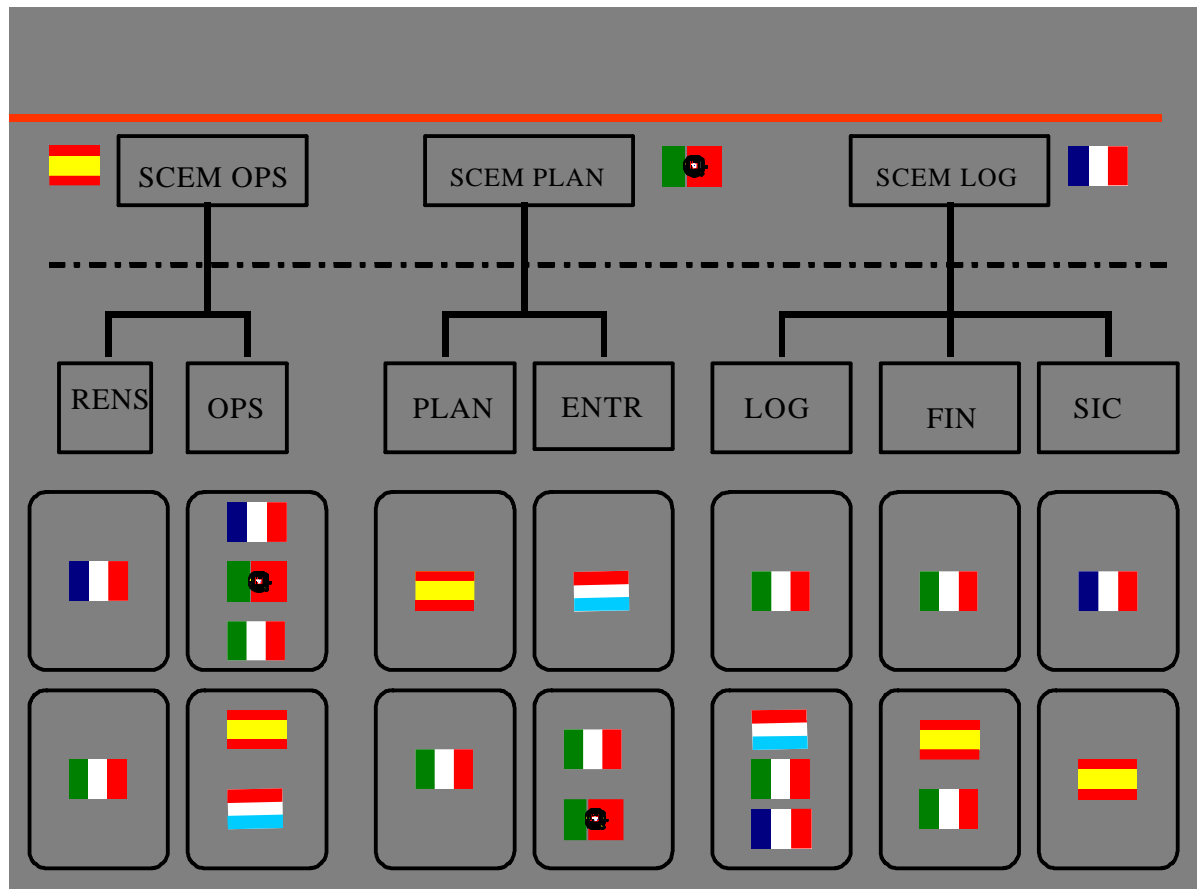 SCEM OPS
SCEM PLAN
SCEM LOG
RENS
OPS
PLAN
ENTR
LOG
FIN
SIC